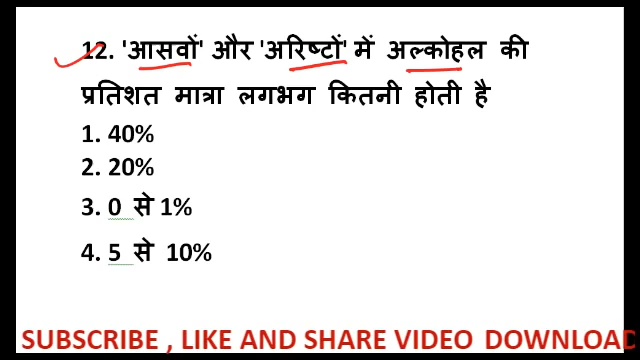 12. 'आसवों' और 'अरिष्टों' में अल्कोहल की
प्रतिशत मात्रा लगभग कितनी होती है
1. 40%
2. 20%
3. 0 से 1%
4. 5 से 10%
SUBSCRIBE , LIKE AND SHARE VIDEO DOWNLOAD